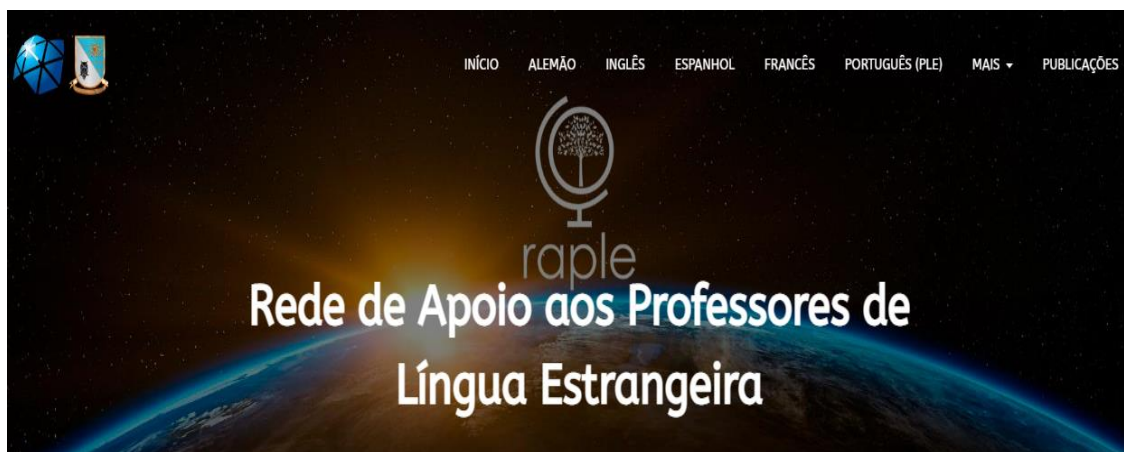 INÍCIO ALEMÃO INGLÊS ESPANHOL FRANCÊS PORTUGUÊS (PLE) MAIS PUBLICAÇÕES
raple
Rede de Apoio aos Professores de
Língua Estrangeira